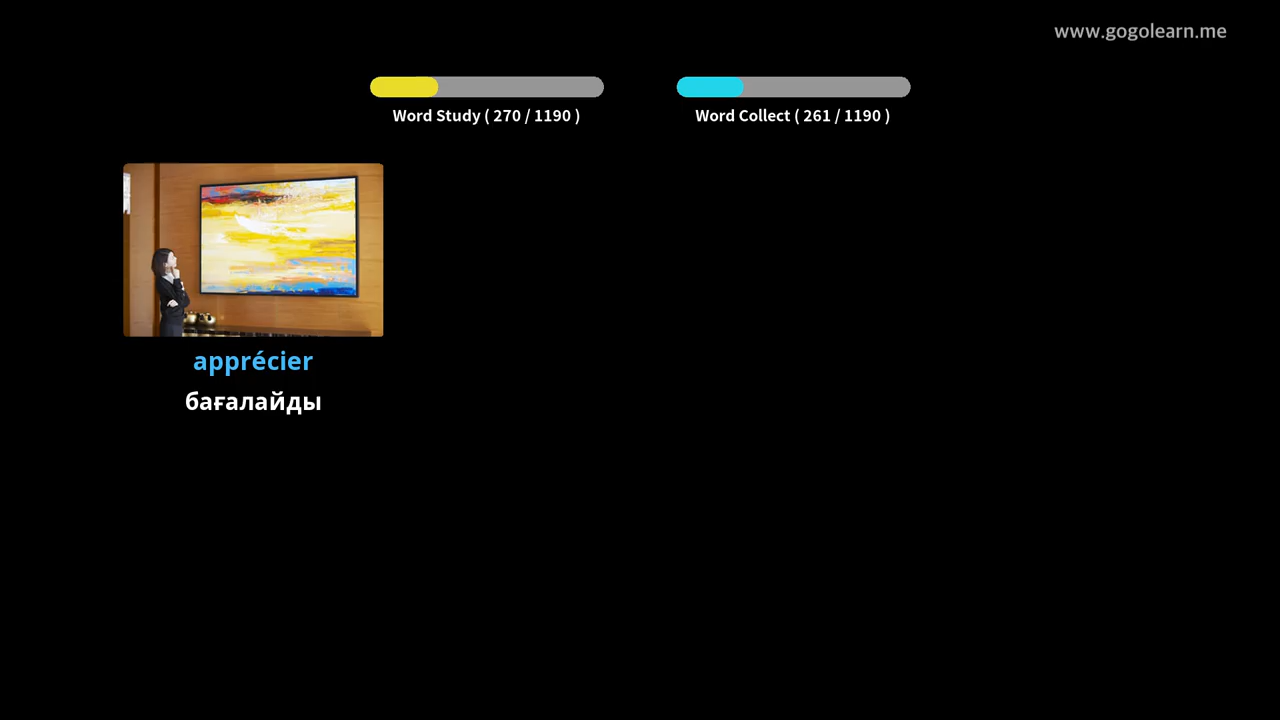 www.gogolearn.me
Word Study ( 270 / 1190 )
Word Collect ( 261 / 1190 )
apprécier
бағалайды